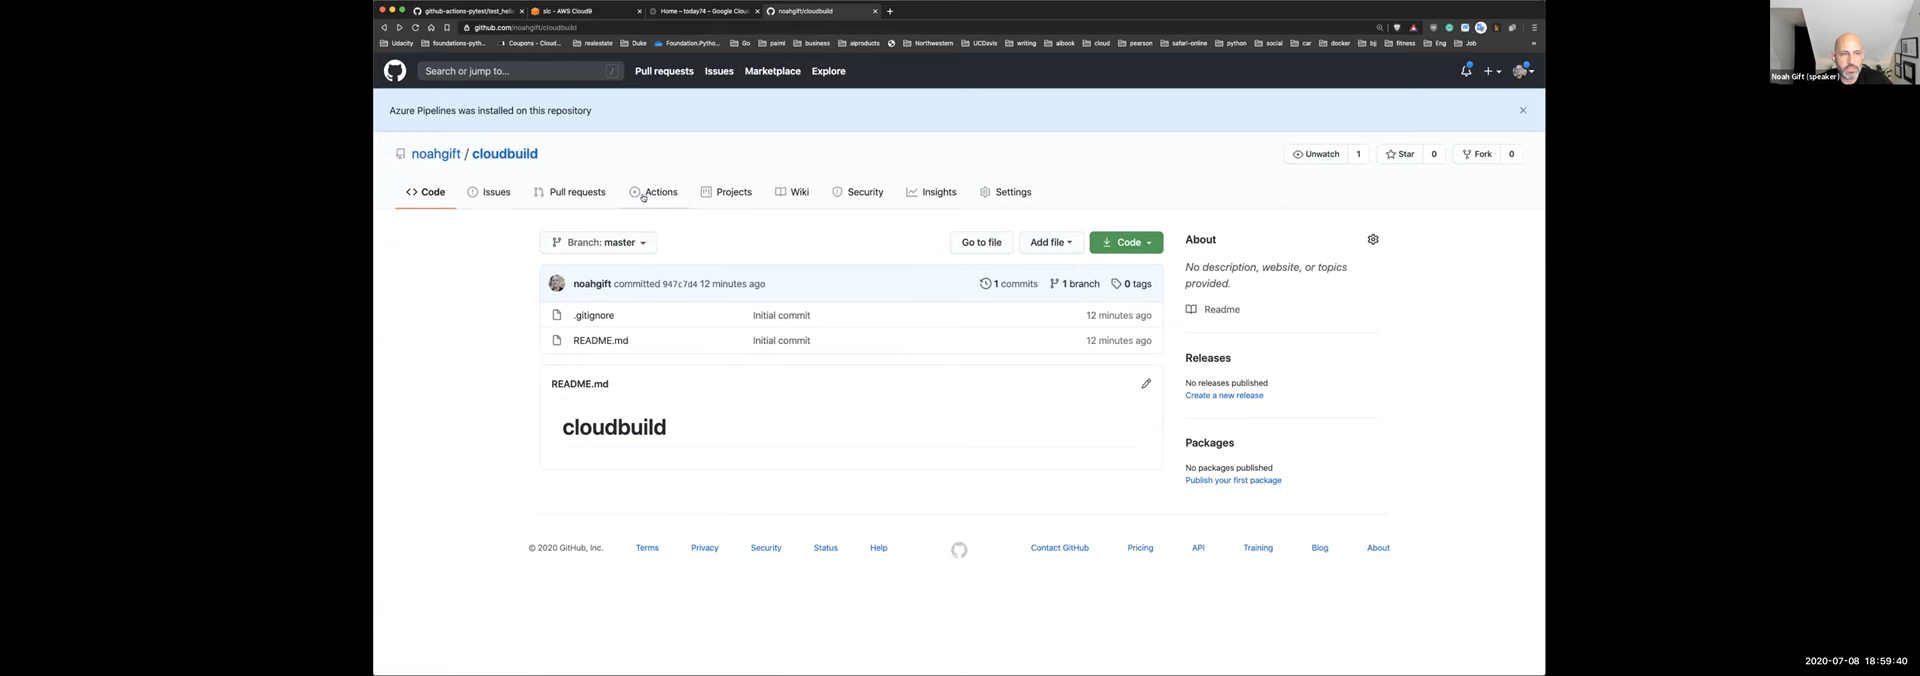 github-actions-pytest/test_hell
slc - AWS Cloud9
Home – today74 – Google Clou
noahgift/cloudbuild
github.com/noahgift/cloudbuild
Udacity foundations-pyth... Coupons - Cloud... realestate Duke Foundation.Pytho... Go paiml business aiproducts Northwestern UCDavis writing aibook cloud pearson safari-online python social car docker bjj fitness Eng Job »
Search or jump to... / Pull requests Issues Marketplace Explore
Azure Pipelines was installed on this repository
noahgift / cloudbuild
Unwatch 1 Star 0 Fork 0
Code Issues Pull requests Actions Projects Wiki Security Insights Settings
Branch: master Go to file Add file Code
noahgift committed 947c7d4 12 minutes ago 1 commits 1 branch 0 tags
.gitignore Initial commit 12 minutes ago
README.md Initial commit 12 minutes ago
README.md
cloudbuild
About
No description, website, or topics
provided.
Readme
Releases
No releases published
Create a new release
Packages
No packages published
Publish your first package
© 2020 GitHub, Inc. Terms Privacy Security Status Help Contact GitHub Pricing API Training Blog About
Noah Gift (speaker)
2020-07-08 18:59:40